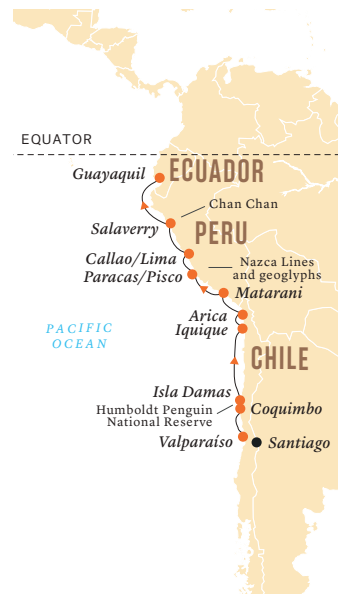 EQUATOR
Guayaquil
ECUADOR
Chan Chan
Salaverry
PERU
Callao/Lima
Nazca Lines
and geoglyphs
Paracas/Pisco
Matarani
Arica
Iquique
PACIFIC
OCEAN
CHILE
Isla Damas
Humboldt Penguin
National Reserve
Coquimbo
Valparaíso
Santiago